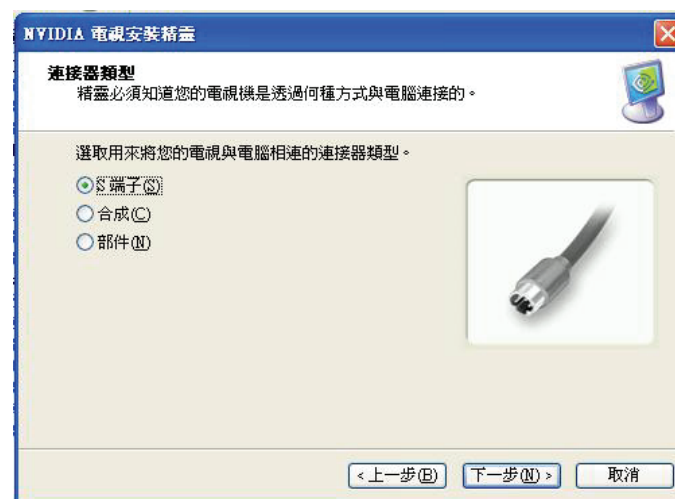 NVIDIA 電視安裝精靈
連接器類型
精靈必須知道您的電視機是透過何種方式與電腦連接的。
選取用來將您的電視與電腦相連的連接器類型。
S 端子(S)
合成(C)
部件(N)
<上一步(B) 下一步(N)> 取消